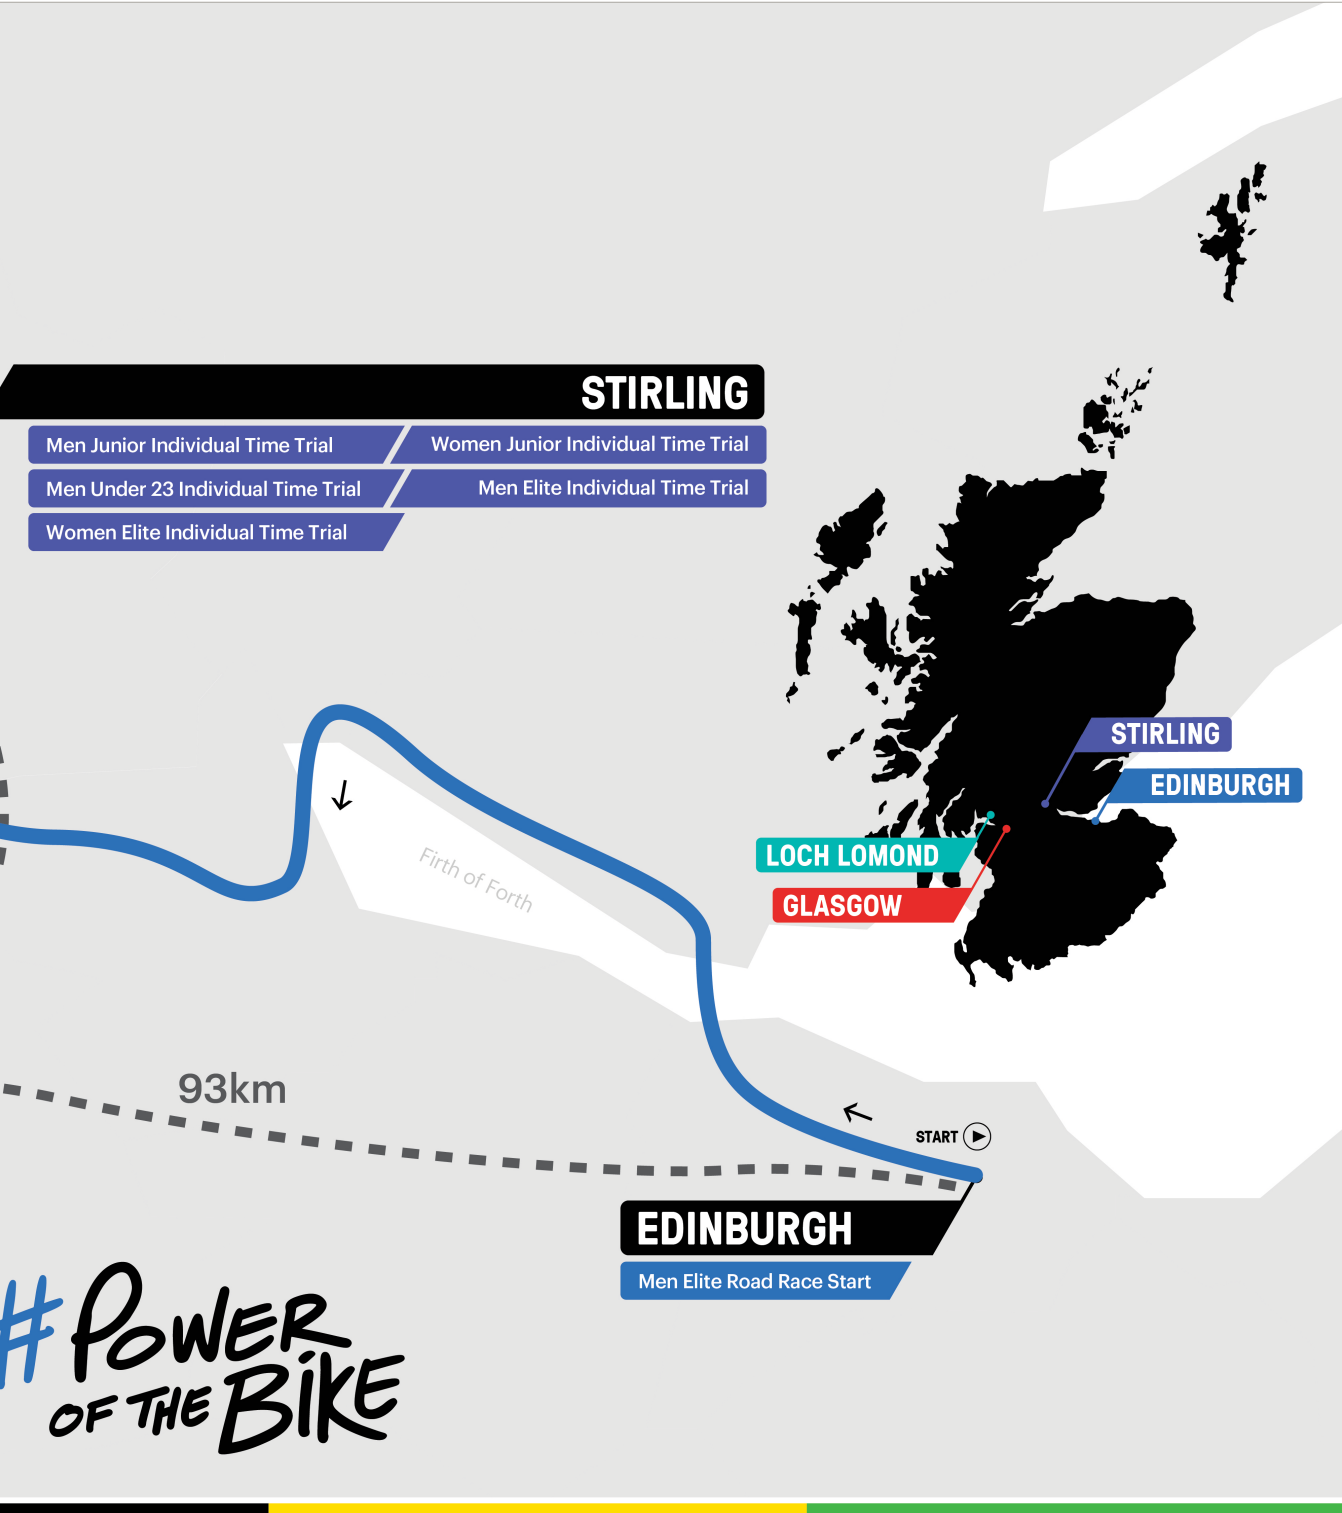 STIRLING
Men Junior Individual Time Trial
Women Junior Individual Time Trial
Men Under 23 Individual Time Trial
Men Elite Individual Time Trial
Women Elite Individual Time Trial
STIRLING
EDINBURGH
LOCH LOMOND
GLASGOW
Firth of Forth
93km
START
EDINBURGH
Men Elite Road Race Start
#POWER
OF THE BIKE